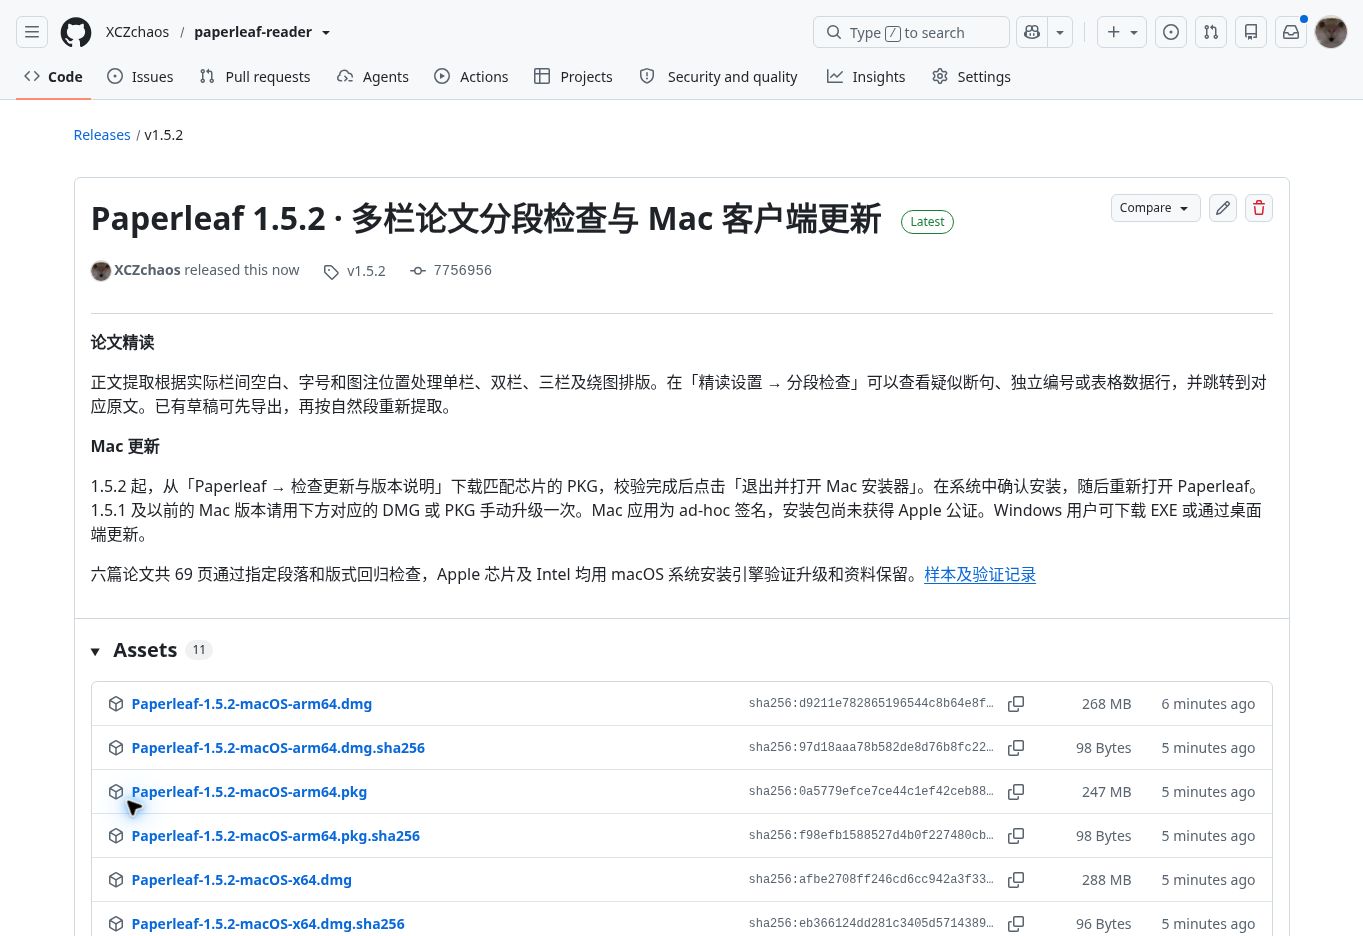 XCZchaos / paperleaf-reader
Type / to search
Code Issues Pull requests Agents Actions Projects Security and quality Insights Settings
Releases / v1.5.2
Paperleaf 1.5.2 · 多栏论文分段检查与 Mac 客户端更新 Latest
Compare
XCZchaos released this now v1.5.2 7756956
论文精读
正文提取根据实际栏间空白、字号和图注位置处理单栏、双栏、三栏及绕图排版。在「精读设置 → 分段检查」可以查看疑似断句、独立编号或表格数据行，并跳转到对
应原文。已有草稿可先导出，再按自然段重新提取。
Mac 更新
1.5.2 起，从「Paperleaf → 检查更新与版本说明」下载匹配芯片的 PKG，校验完成后点击「退出并打开 Mac 安装器」。在系统中确认安装，随后重新打开 Paperleaf。
1.5.1 及以前的 Mac 版本请用下方对应的 DMG 或 PKG 手动升级一次。Mac 应用为 ad-hoc 签名，安装包尚未获得 Apple 公证。Windows 用户可下载 EXE 或通过桌面
端更新。
六篇论文共 69 页通过指定段落和版式回归检查，Apple 芯片及 Intel 均用 macOS 系统安装引擎验证升级和资料保留。样本及验证记录
Assets 11
Paperleaf-1.5.2-macOS-arm64.dmg sha256:d9211e782865196544c8b64e8f… 268 MB 6 minutes ago
Paperleaf-1.5.2-macOS-arm64.dmg.sha256 sha256:97d18aaa78b582de8d76b8fc22… 98 Bytes 5 minutes ago
Paperleaf-1.5.2-macOS-arm64.pkg sha256:0a5779efce7ce44c1ef42ceb88… 247 MB 5 minutes ago
Paperleaf-1.5.2-macOS-arm64.pkg.sha256 sha256:f98efb1588527d4b0f227480cb… 98 Bytes 5 minutes ago
Paperleaf-1.5.2-macOS-x64.dmg sha256:afbe2708ff246cd6cc942a3f33… 288 MB 5 minutes ago
Paperleaf-1.5.2-macOS-x64.dmg.sha256 sha256:eb366124dd281c3405d5714389… 96 Bytes 5 minutes ago